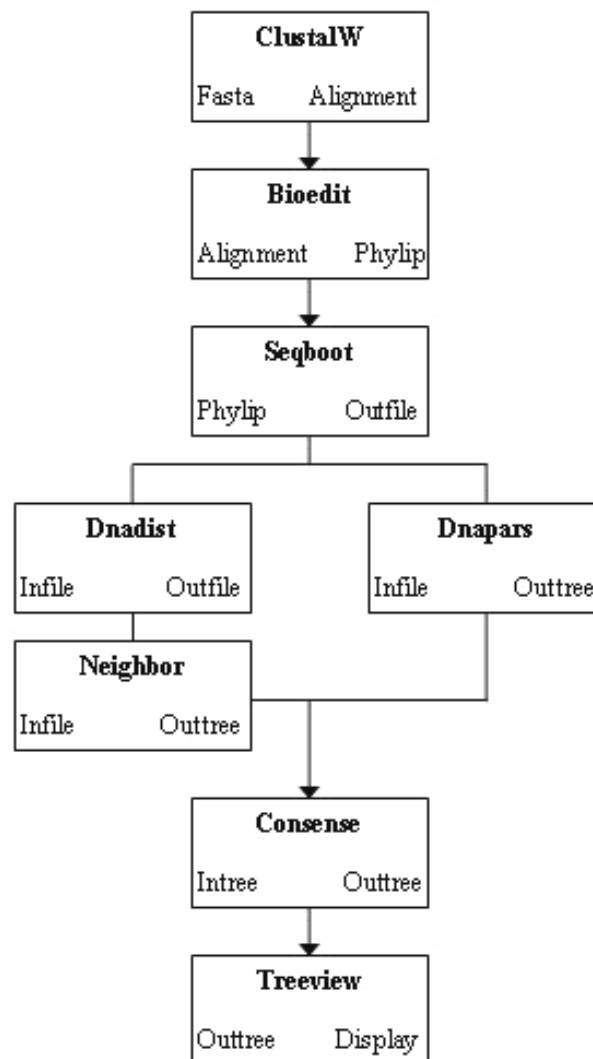 ClustalW
Fasta Alignment
Bioedit
Alignment Phylip
Seqboot
Phylip Outfile
Dnadist
Infile Outfile
Dnapars
Infile Outtree
Neighbor
Infile Outtree
Consense
Intree Outtree
Treeview
Outtree Display